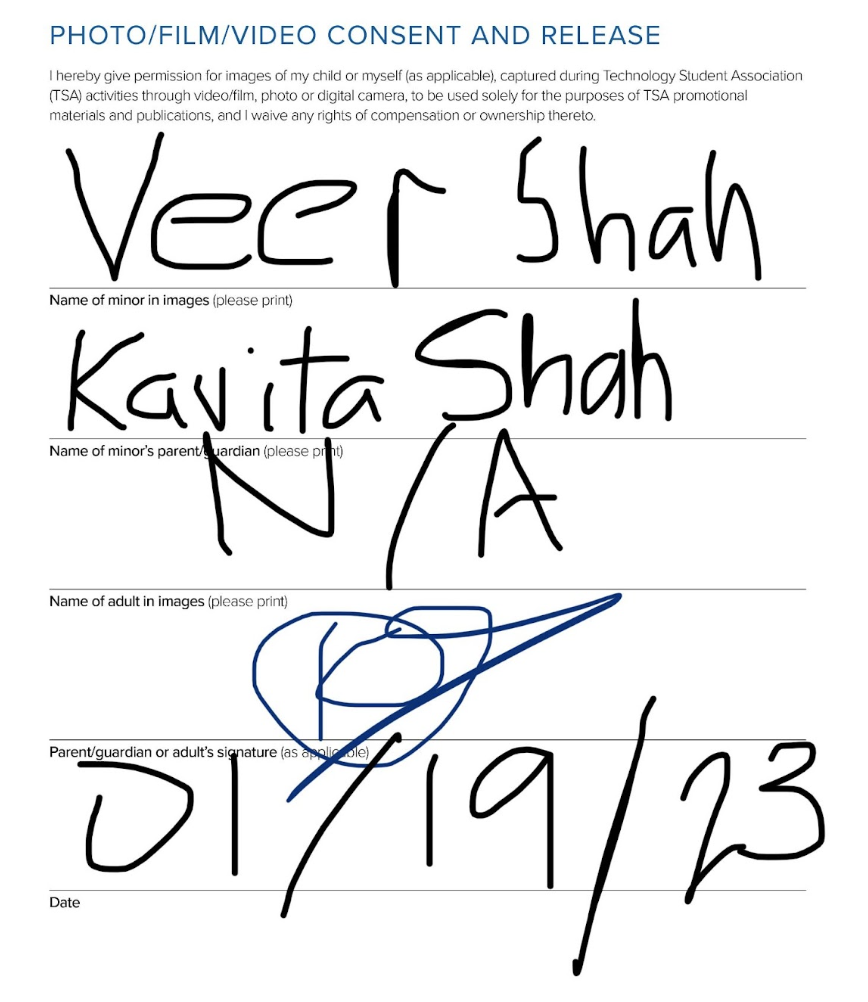 PHOTO/FILM/VIDEO CONSENT AND RELEASE
I hereby give permission for images of my child or myself (as applicable), captured during Technology Student Association
(TSA) activities through video/film, photo or digital camera, to be used solely for the purposes of TSA promotional
materials and publications, and I waive any rights of compensation or ownership thereto.
Veer Shah
Name of minor in images (please print)
Kavita Shah
Name of minor's parent/guardian (please print)
N/A
Name of adult in images (please print)
Parent/guardian or adult's signature (as applicable)
01/19/23
Date